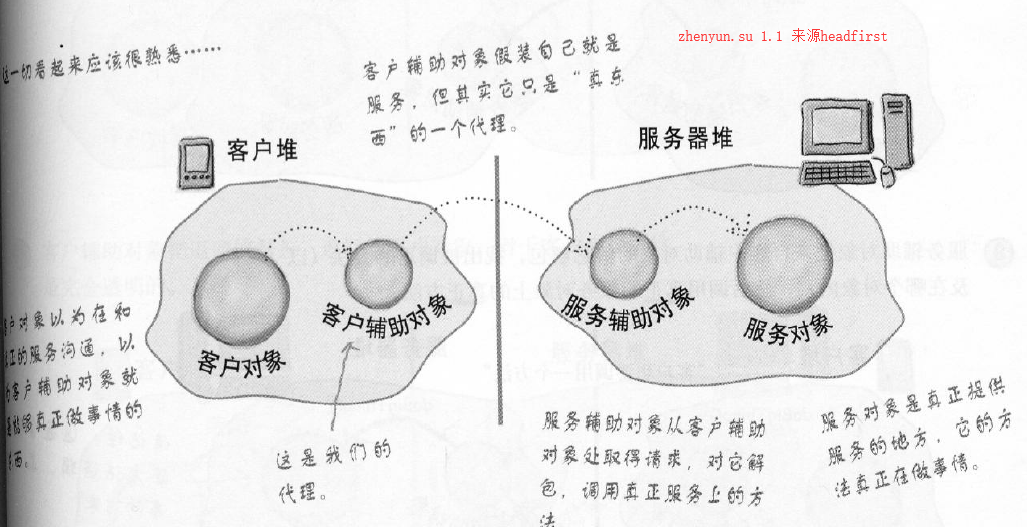 zhenyun.su 1.1 来源headfirst
这一切看起来应该很熟悉……
客户辅助对象假装自己就是
服务，但其实它只是“真东
西”的一个代理。
客户堆
服务器堆
客户对象
客户辅助对象
服务辅助对象
服务对象
户对象以为在和
正的服务沟通，以
客户辅助对象就
能够真正做事情的
东西。
这是我们的
代理。
服务辅助对象从客户辅助
对象处取得请求，对它解
包，调用真正服务上的方
法
服务对象是真正提供
服务的地方，它的方
法真正在做事情。